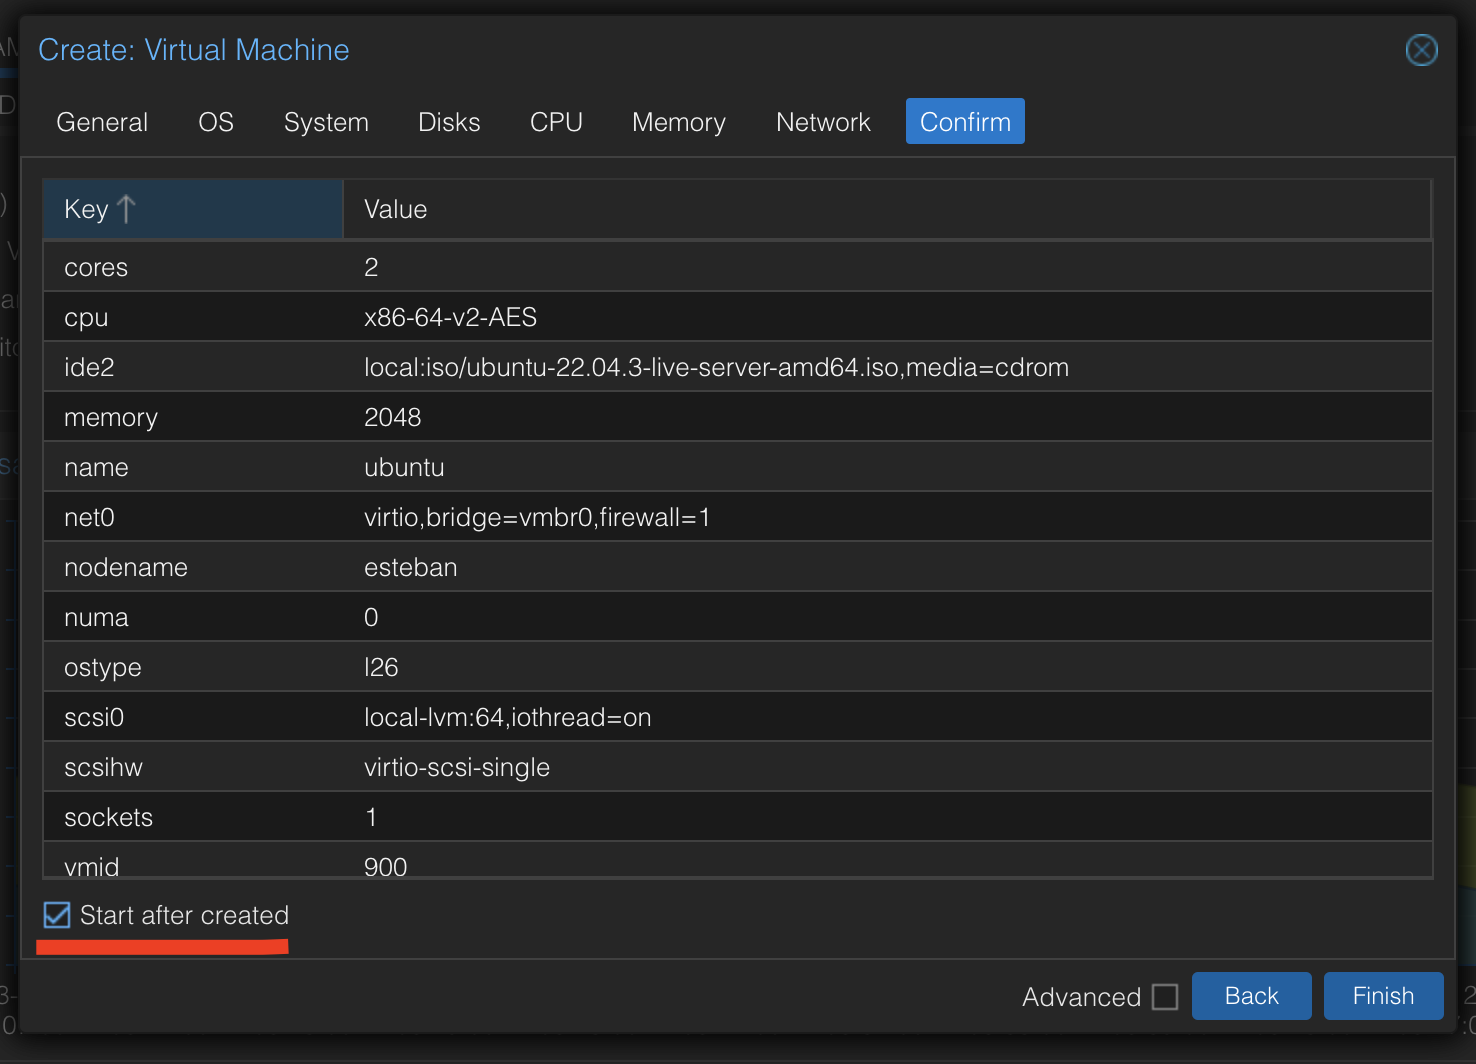 Create: Virtual Machine
General OS System Disks CPU Memory Network Confirm
Key Value
cores 2
cpu x86-64-v2-AES
ide2 local:iso/ubuntu-22.04.3-live-server-amd64.iso,media=cdrom
memory 2048
name ubuntu
net0 virtio,bridge=vmbr0,firewall=1
nodename esteban
numa 0
ostype l26
scsi0 local-lvm:64,iothread=on
scsihw virtio-scsi-single
sockets 1
vmid 900
Start after created
Advanced Back Finish